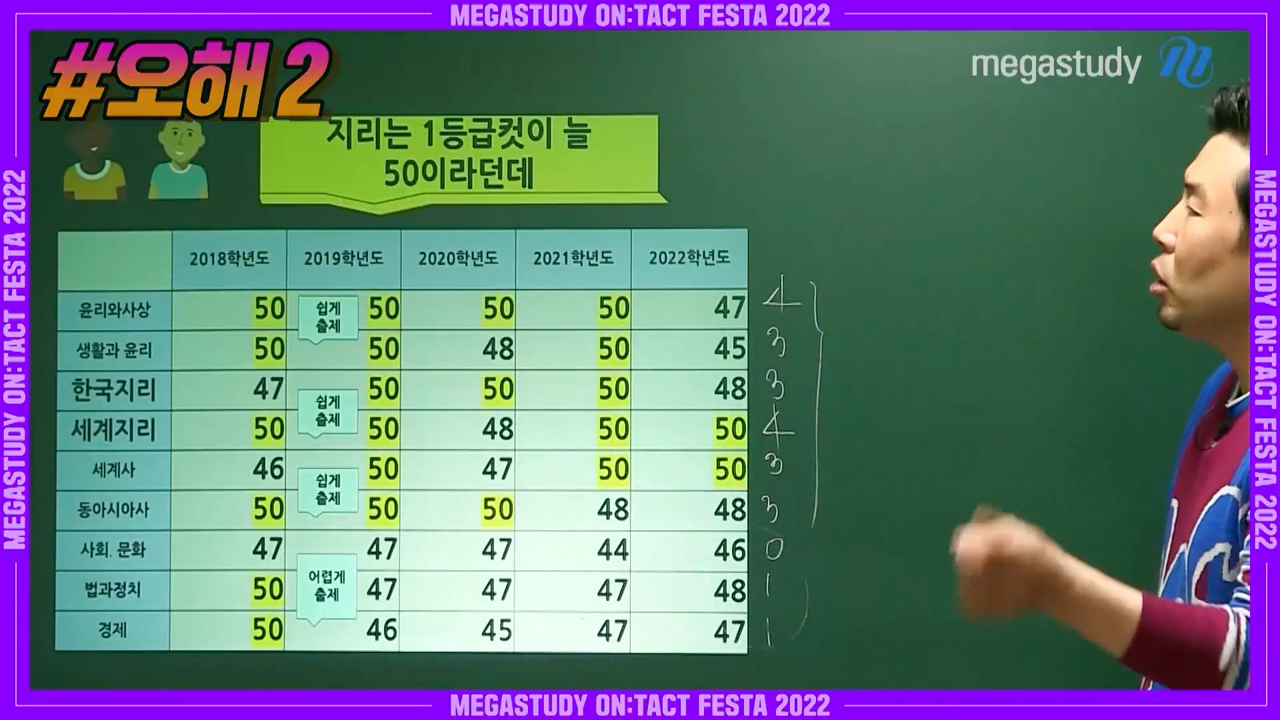 MEGASTUDY ON:TACT FESTA 2022
#오해 2
megastudy
지리는 1등급컷이 늘
50이라던데
2018학년도 2019학년도 2020학년도 2021학년도 2022학년도
윤리와사상 50 쉽게 출제 50 50 50 47 4
생활과 윤리 50 50 48 50 45 3
한국지리 47 쉽게 출제 50 50 50 48 3
세계지리 50 50 48 50 50 4
세계사 46 쉽게 출제 50 47 50 50 3
동아시아사 50 50 50 48 48 3
사회. 문화 47 어렵게 출제 47 47 44 46 0
법과정치 50 47 47 47 48 1
경제 50 46 45 47 47 1
MEGASTUDY ON:TACT FESTA 2022
MEGASTUDY ON:TACT FESTA 2022
MEGASTUDY ON:TACT FESTA 2022